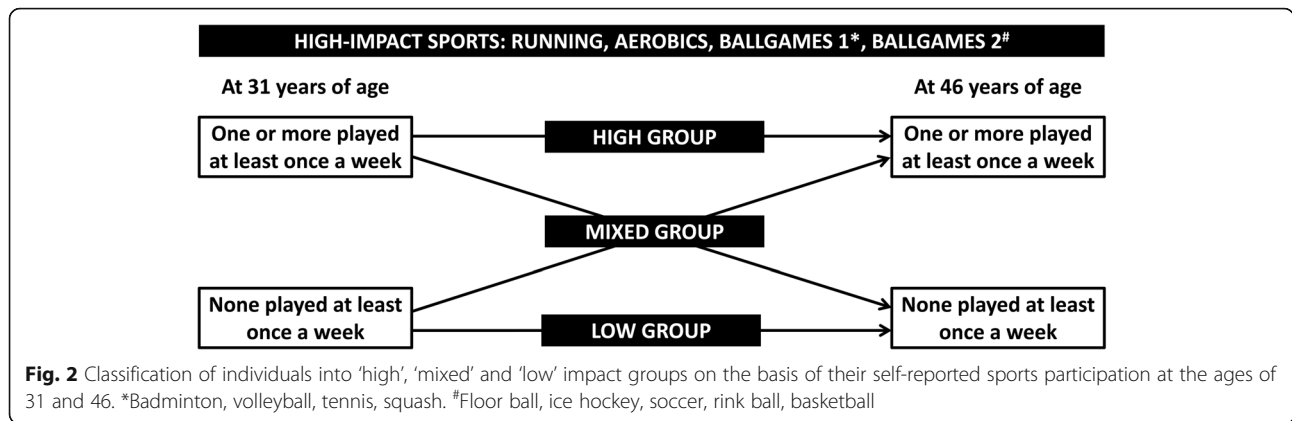 HIGH-IMPACT SPORTS: RUNNING, AEROBICS, BALLGAMES 1*, BALLGAMES 2#
At 31 years of age
At 46 years of age
One or more played
at least once a week
HIGH GROUP
One or more played
at least once a week
MIXED GROUP
None played at least
once a week
LOW GROUP
None played at least
once a week
Fig. 2 Classification of individuals into ‘high’, ‘mixed’ and ‘low’ impact groups on the basis of their self-reported sports participation at the ages of
31 and 46. *Badminton, volleyball, tennis, squash. #Floor ball, ice hockey, soccer, rink ball, basketball